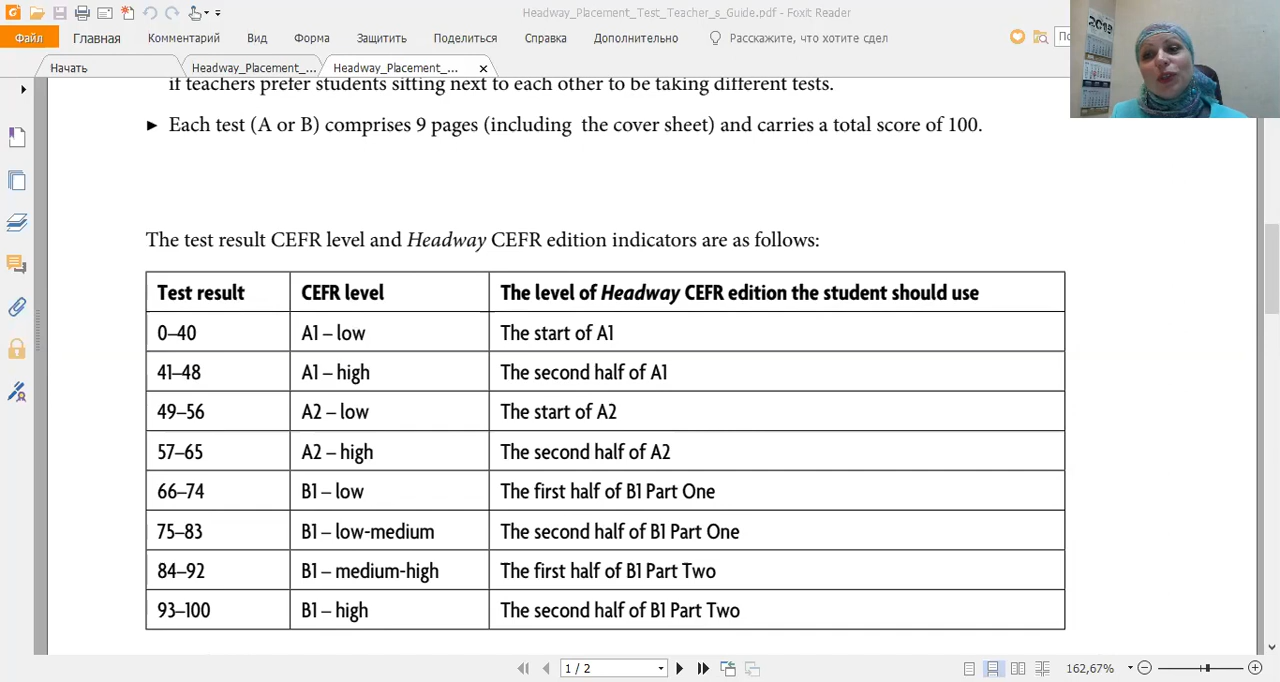 Headway_Placement_Test_Teacher_s_Guide.pdf - Foxit Reader
Файл Главная Комментарий Вид Форма Защитить Поделиться Справка Дополнительно Расскажите, что хотите сдел
Начать Headway_Placement_... Headway_Placement_...
if teachers prefer students sitting next to each other to be taking different tests.
► Each test (A or B) comprises 9 pages (including the cover sheet) and carries a total score of 100.
The test result CEFR level and Headway CEFR edition indicators are as follows:
Test result CEFR level The level of Headway CEFR edition the student should use
0–40 A1 – low The start of A1
41–48 A1 – high The second half of A1
49–56 A2 – low The start of A2
57–65 A2 – high The second half of A2
66–74 B1 – low The first half of B1 Part One
75–83 B1 – low-medium The second half of B1 Part One
84–92 B1 – medium-high The first half of B1 Part Two
93–100 B1 – high The second half of B1 Part Two
1 / 2 162,67%